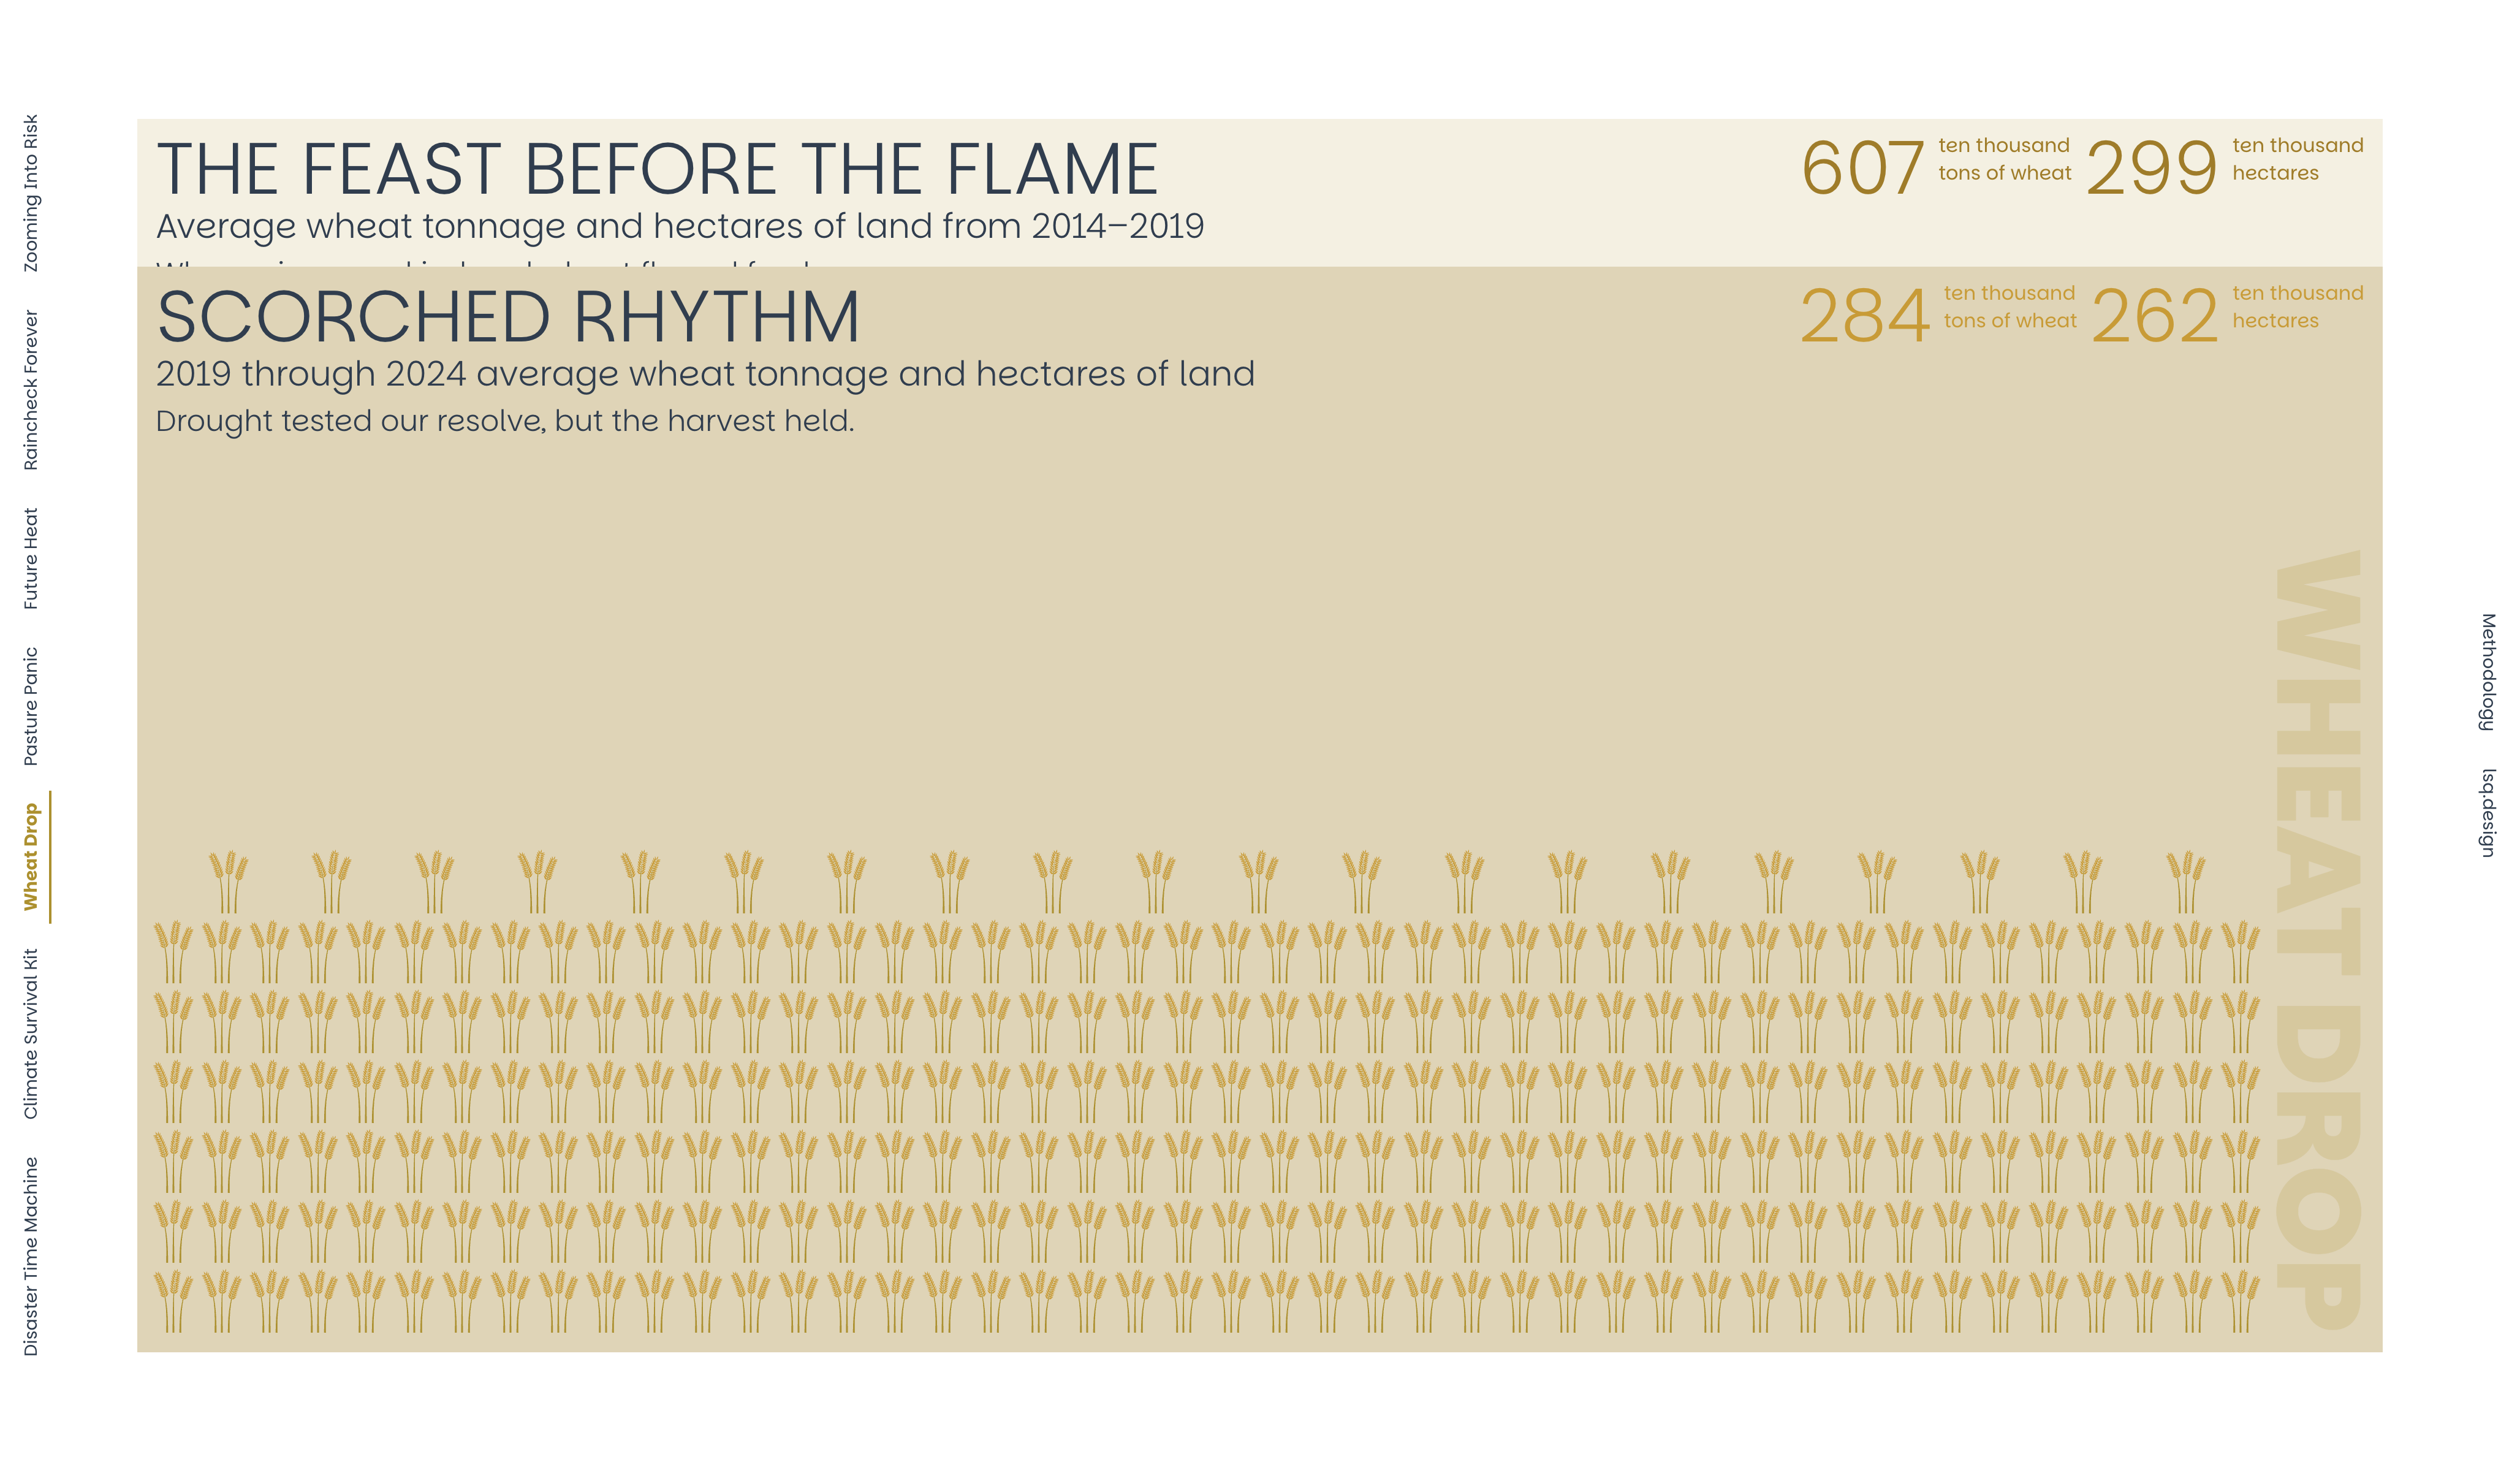 Zooming Into Risk
Raincheck Forever
Future Heat
Pasture Panic
Wheat Drop
Climate Survival Kit
Disaster Time Machine
THE FEAST BEFORE THE FLAME
Average wheat tonnage and hectares of land from 2014–2019
607 ten thousand tons of wheat
299 ten thousand hectares
SCORCHED RHYTHM
2019 through 2024 average wheat tonnage and hectares of land
Drought tested our resolve, but the harvest held.
284 ten thousand tons of wheat
262 ten thousand hectares
WHEAT DROP
Methodology
lsq.design